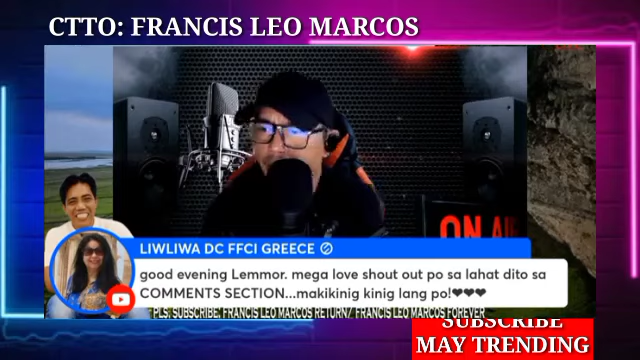 CTTO: FRANCIS LEO MARCOS
ON AIR
LIWLIWA DC FFCI GREECE
good evening Lemmor. mega love shout out po sa lahat dito sa
COMMENTS SECTION...makikinig kinig lang po!❤❤❤
PLS. SUBSCRIBE: FRANCIS LEO MARCOS RETURN/ FRANCIS LEO MARCOS FOREVER
SUBSCRIBE
MAY TRENDING